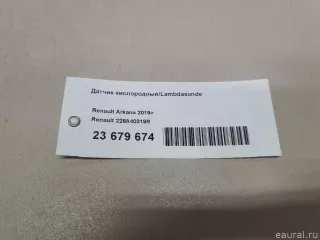 Датчик кислородный/Lambdasonde
Renault Arkana 2019>
Renault 226A40319R
23 679 674
eaural.ru